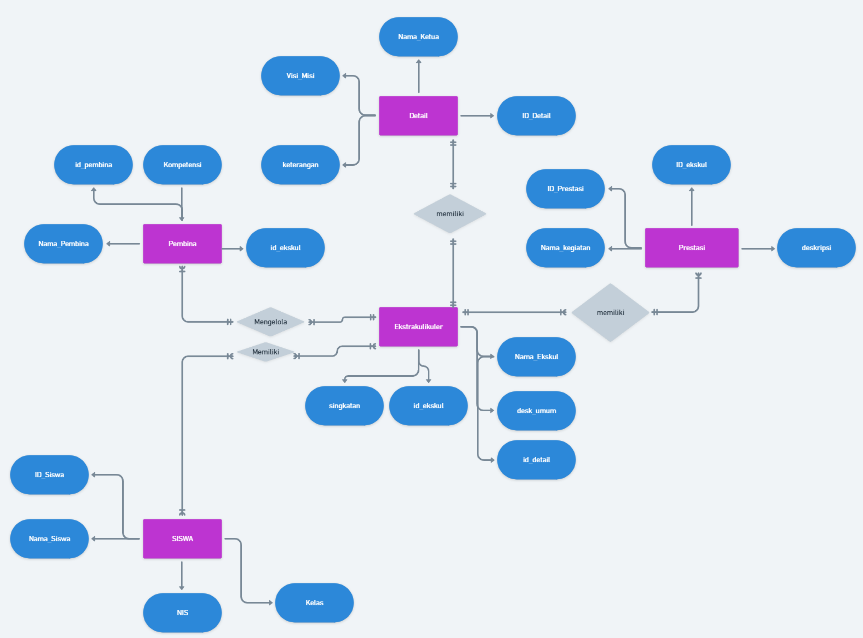 Nama_Ketua
Visi_Misi
Detail
ID_Detail
keterangan
id_pembina
Kompetensi
ID_ekskul
ID_Prestasi
memiliki
Nama_Pembina
Pembina
id_ekskul
Nama_kegiatan
Prestasi
deskripsi
memiliki
Mengelola
Ekstrakulikuler
Memiliki
Nama_Ekskul
singkatan
id_ekskul
desk_umum
id_detail
ID_Siswa
Nama_Siswa
SISWA
NIS
Kelas